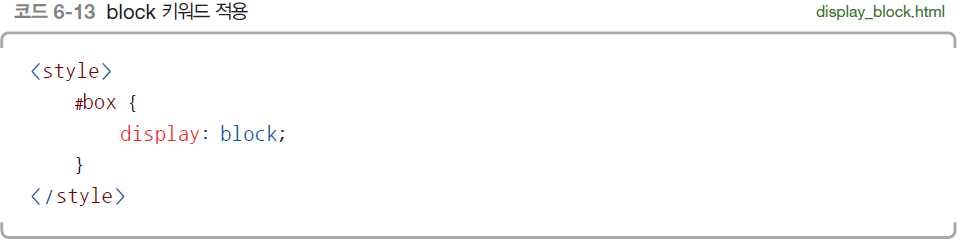 코드 6-13 block 키워드 적용
display_block.html
<style>
#box {
display: block;
}
</style>